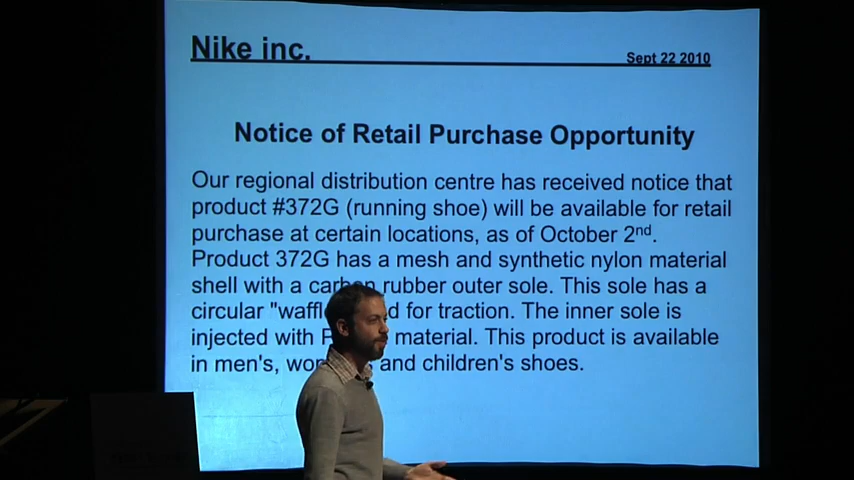 Nike inc.
Sept 22 2010
Notice of Retail Purchase Opportunity
Our regional distribution centre has received notice that
product #372G (running shoe) will be available for retail
purchase at certain locations, as of October 2nd.
Product 372G has a mesh and synthetic nylon material
shell with a carbon rubber outer sole. This sole has a
circular "waffl d for traction. The inner sole is
injected with material. This product is available
in men's, and children's shoes.